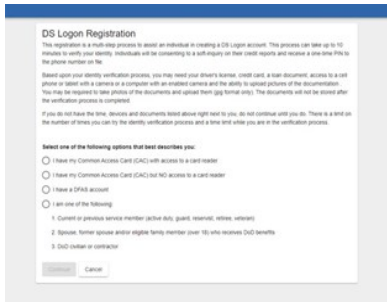 DS Logon Registration
This registration is a multi-step process to assist an individual in creating a DS Logon account. This process can take up to 10
minutes to verify your identity. Individuals will be consenting to a soft-inquiry on their credit reports and receive a one-time PIN to
the phone number on file.
Based upon your identity verification process, you may need your driver's license, credit card, a loan document, access to a cell
phone or tablet with a camera or a computer with an enabled camera and the ability to upload pictures of the documentation.
You may be required to take photos of the documents and upload them (jpg format only). The documents will not be stored after
the verification process is completed.
If you do not have the time, devices and documents listed above right next to you, do not continue until you do. There is a limit on
the number of times you can try the identity verification process and a time limit while you are in the verification process.
Select one of the following options that best describes you:
I have my Common Access Card (CAC) with access to a card reader
I have my Common Access Card (CAC) but NO access to a card reader
I have a DFAS account
I am one of the following:
1. Current or previous service member (active duty, guard, reservist, retiree, veteran)
2. Spouse, former spouse and/or eligible family member (over 18) who receives DoD benefits
3. DoD civilian or contractor
Continue Cancel